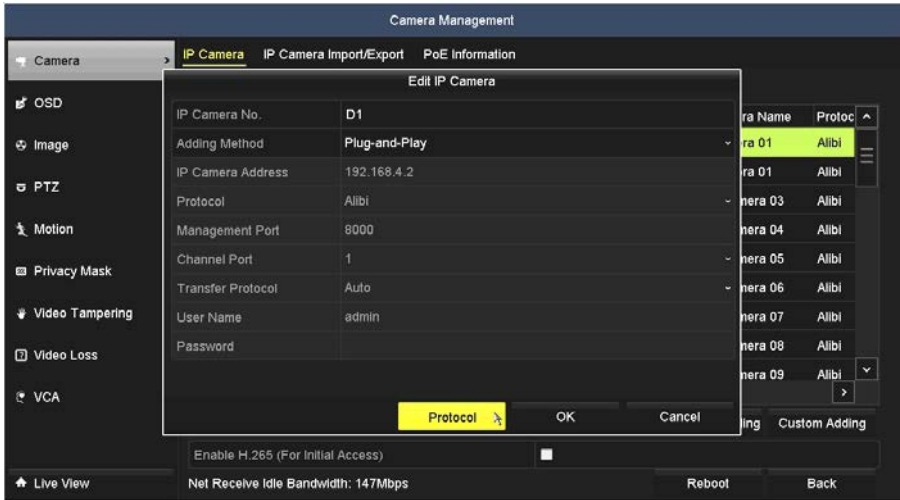 Camera Management
Camera
OSD
Image
PTZ
Motion
Privacy Mask
Video Tampering
Video Loss
VCA
Live View
IP Camera IP Camera Import/Export PoE Information
Edit IP Camera
IP Camera No. D1
Adding Method Plug-and-Play
IP Camera Address 192.168.4.2
Protocol Alibi
Management Port 8000
Channel Port 1
Transfer Protocol Auto
User Name admin
Password
Protocol OK Cancel
ra Name Protoc
ra 01 Alibi
ra 01 Alibi
nera 03 Alibi
nera 04 Alibi
nera 05 Alibi
nera 06 Alibi
nera 07 Alibi
nera 08 Alibi
nera 09 Alibi
ling Custom Adding
Enable H.265 (For Initial Access)
Net Receive Idle Bandwidth: 147Mbps
Reboot Back